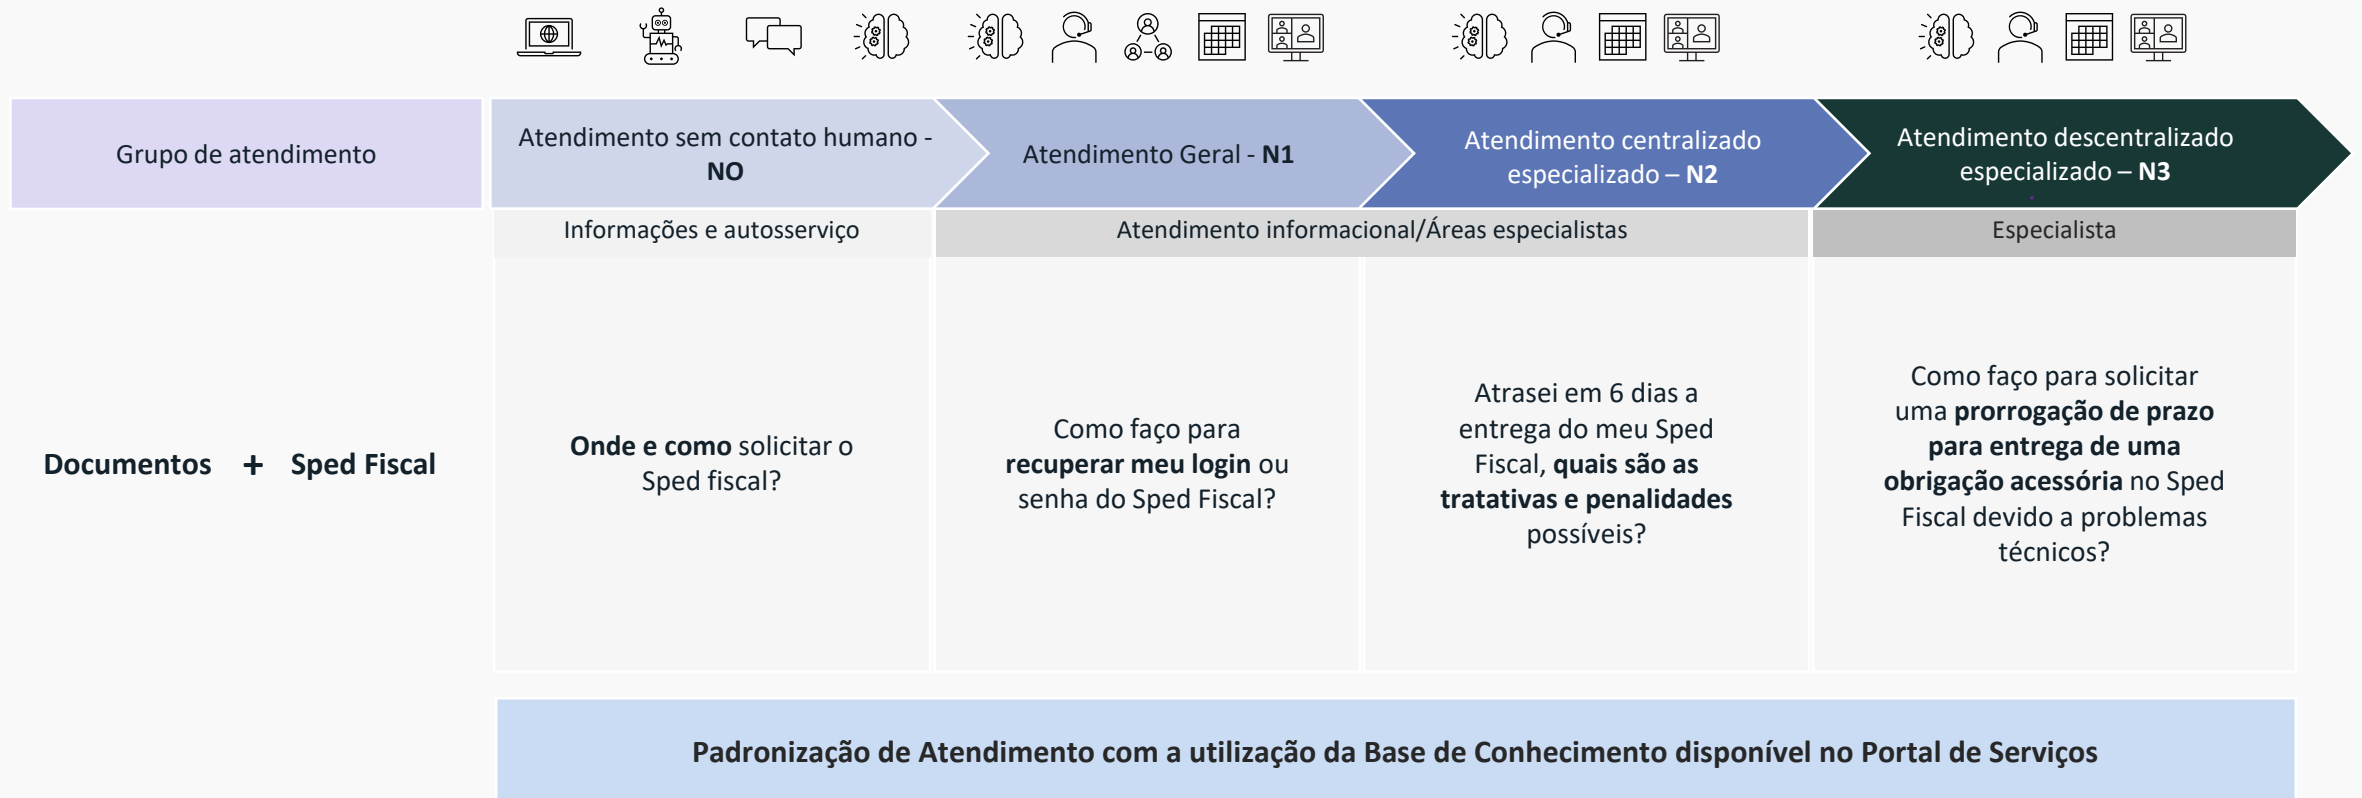 Grupo de atendimento
Atendimento sem contato humano -
NO
Atendimento Geral - N1
Atendimento centralizado
especializado – N2
Atendimento descentralizado
especializado – N3
Informações e autosserviço
Atendimento informacional/Áreas especialistas
Especialista
Documentos + Sped Fiscal
Onde e como solicitar o
Sped fiscal?
Como faço para
recuperar meu login ou
senha do Sped Fiscal?
Atrasei em 6 dias a
entrega do meu Sped
Fiscal, quais são as
tratativas e penalidades
possíveis?
Como faço para solicitar
uma prorrogação de prazo
para entrega de uma
obrigação acessória no Sped
Fiscal devido a problemas
técnicos?
Padronização de Atendimento com a utilização da Base de Conhecimento disponível no Portal de Serviços